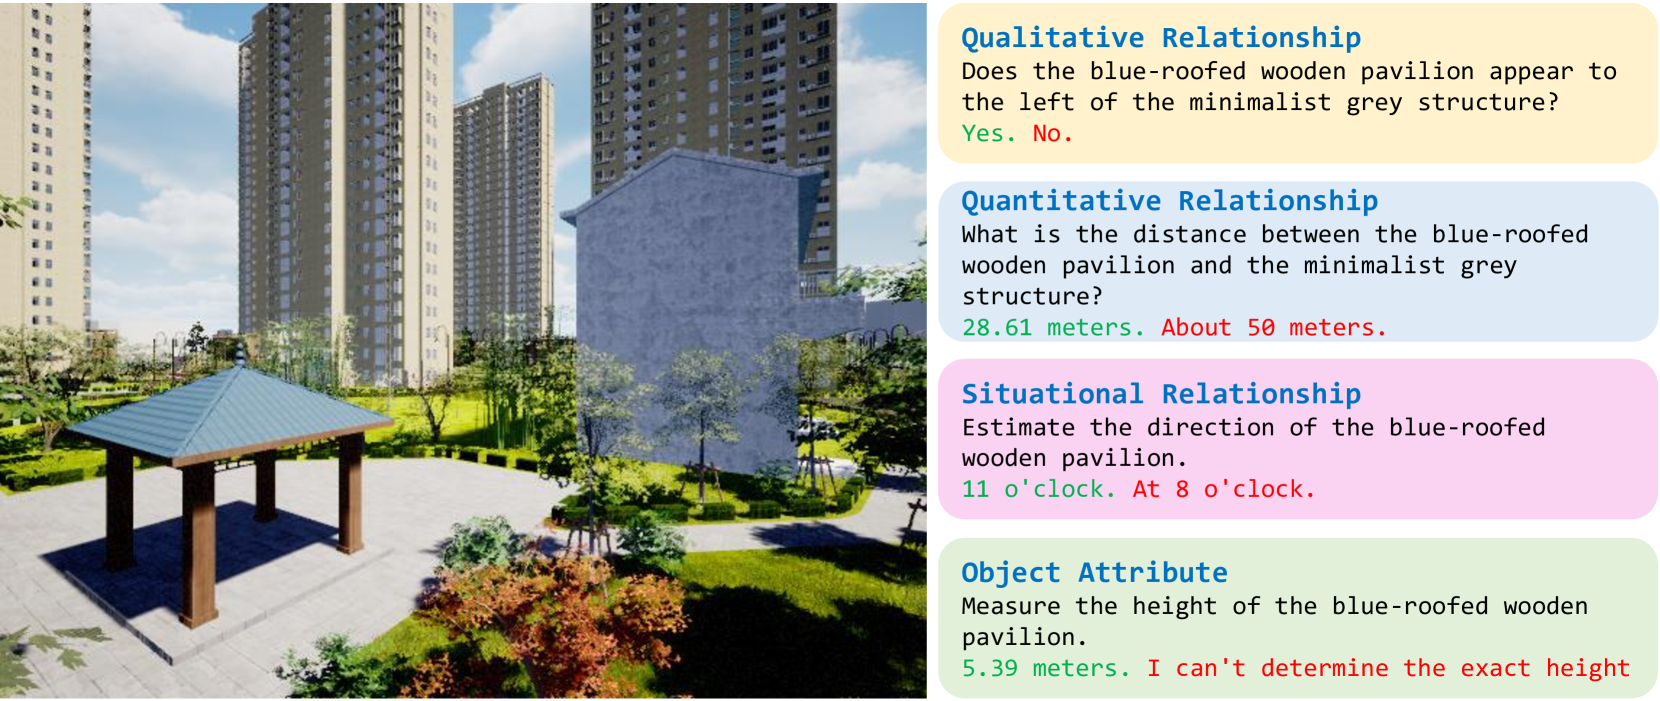 Qualitative Relationship
Does the blue-roofed wooden pavilion appear to
the left of the minimalist grey structure?
Yes. No.
Quantitative Relationship
What is the distance between the blue-roofed
wooden pavilion and the minimalist grey
structure?
28.61 meters. About 50 meters.
Situational Relationship
Estimate the direction of the blue-roofed
wooden pavilion.
11 o'clock. At 8 o'clock.
Object Attribute
Measure the height of the blue-roofed wooden
pavilion.
5.39 meters. I can't determine the exact height